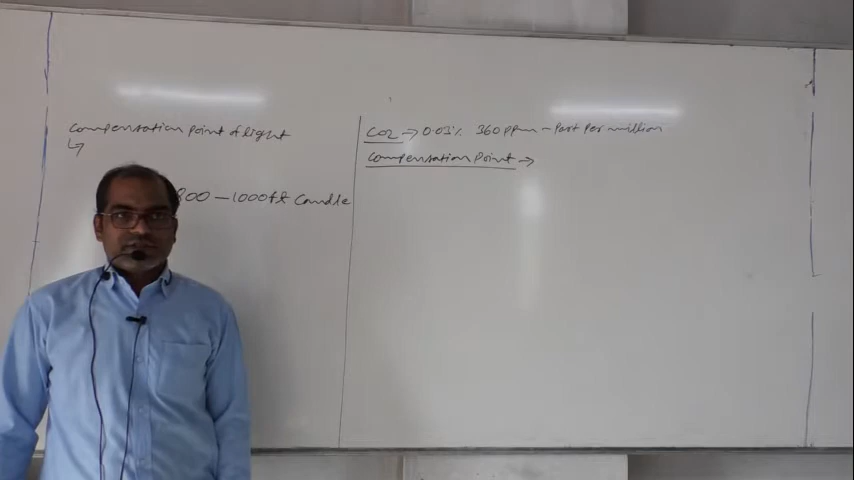 Compensation point of light
↳
800 - 1000 ft Candle
CO2 → 0.03% 360 ppm - Part Per million
Compensation Point →